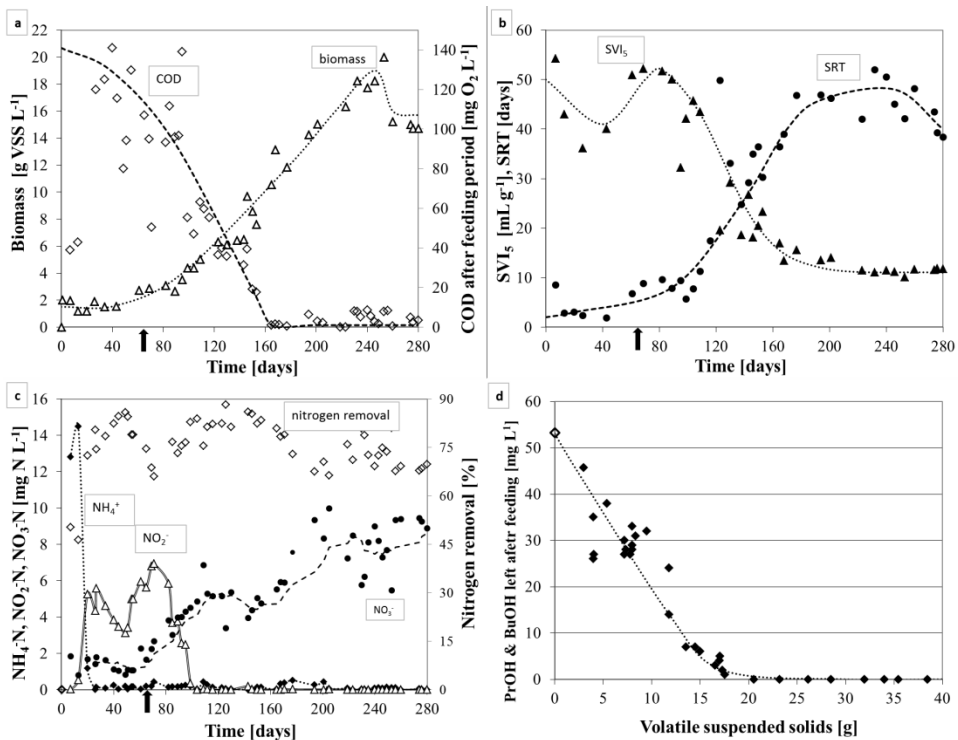 a
22
20
18
16
14
12
10
8
6
4
2
0
Biomass [g VSS L⁻¹]
COD
biomass
140
120
100
80
60
40
20
0
COD after feeding period [mg O₂ L⁻¹]
0 40 80 120 160 200 240 280
Time [days]
b
60
50
40
30
20
10
0
SVI₅ [mL g⁻¹], SRT [days]
SVI₅
SRT
0 40 80 120 160 200 240 280
Time [days]
c
16
14
12
10
8
6
4
2
0
NH₄-N, NO₂-N, NO₃-N [mg N L⁻¹]
nitrogen removal
NH₄⁺
NO₂⁻
NO₃⁻
90
75
60
45
30
15
0
Nitrogen removal [%]
0 40 80 120 160 200 240 280
Time [days]
d
60
50
40
30
20
10
0
PrOH & BuOH left afetr feeding [mg L¹]
0 5 10 15 20 25 30 35 40
Volatile suspended solids [g]